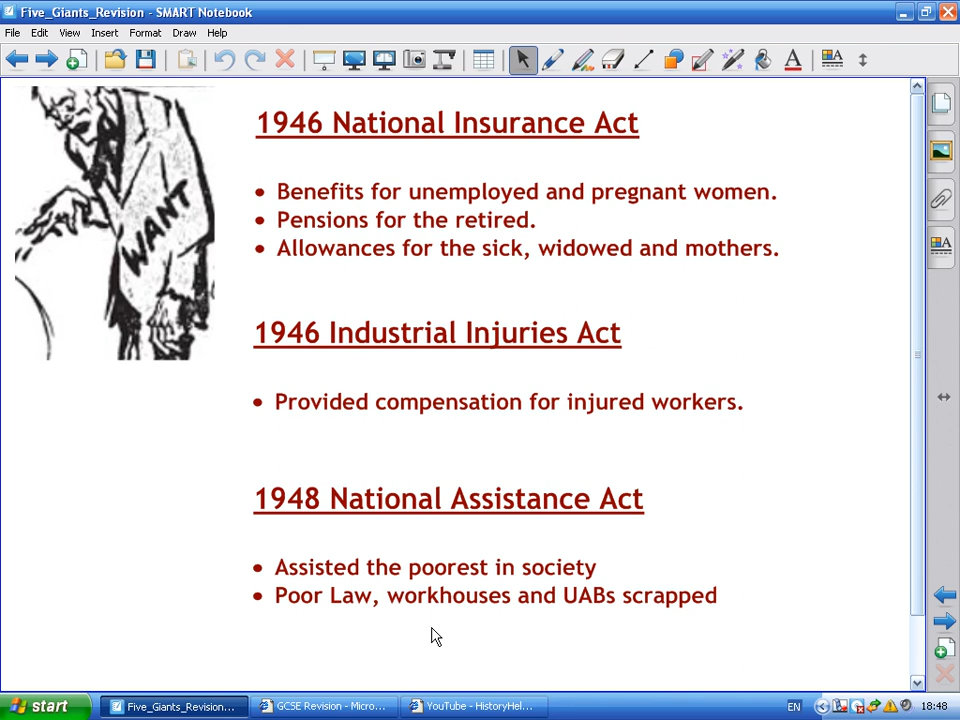 Five_Giants_Revision - SMART Notebook
File Edit View Insert Format Draw Help
WANT
1946 National Insurance Act
• Benefits for unemployed and pregnant women.
• Pensions for the retired.
• Allowances for the sick, widowed and mothers.
1946 Industrial Injuries Act
• Provided compensation for injured workers.
1948 National Assistance Act
• Assisted the poorest in society
• Poor Law, workhouses and UABs scrapped
start Five_Giants_Revision... GCSE Revision - Micro... YouTube - HistoryHel... EN 18:48